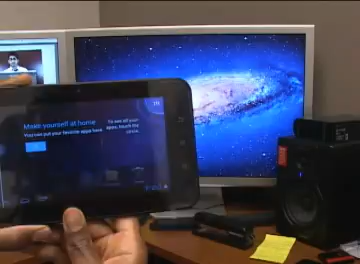 Make yourself at home
You can put your favorite apps here.
To see all your
apps, touch the
circle.